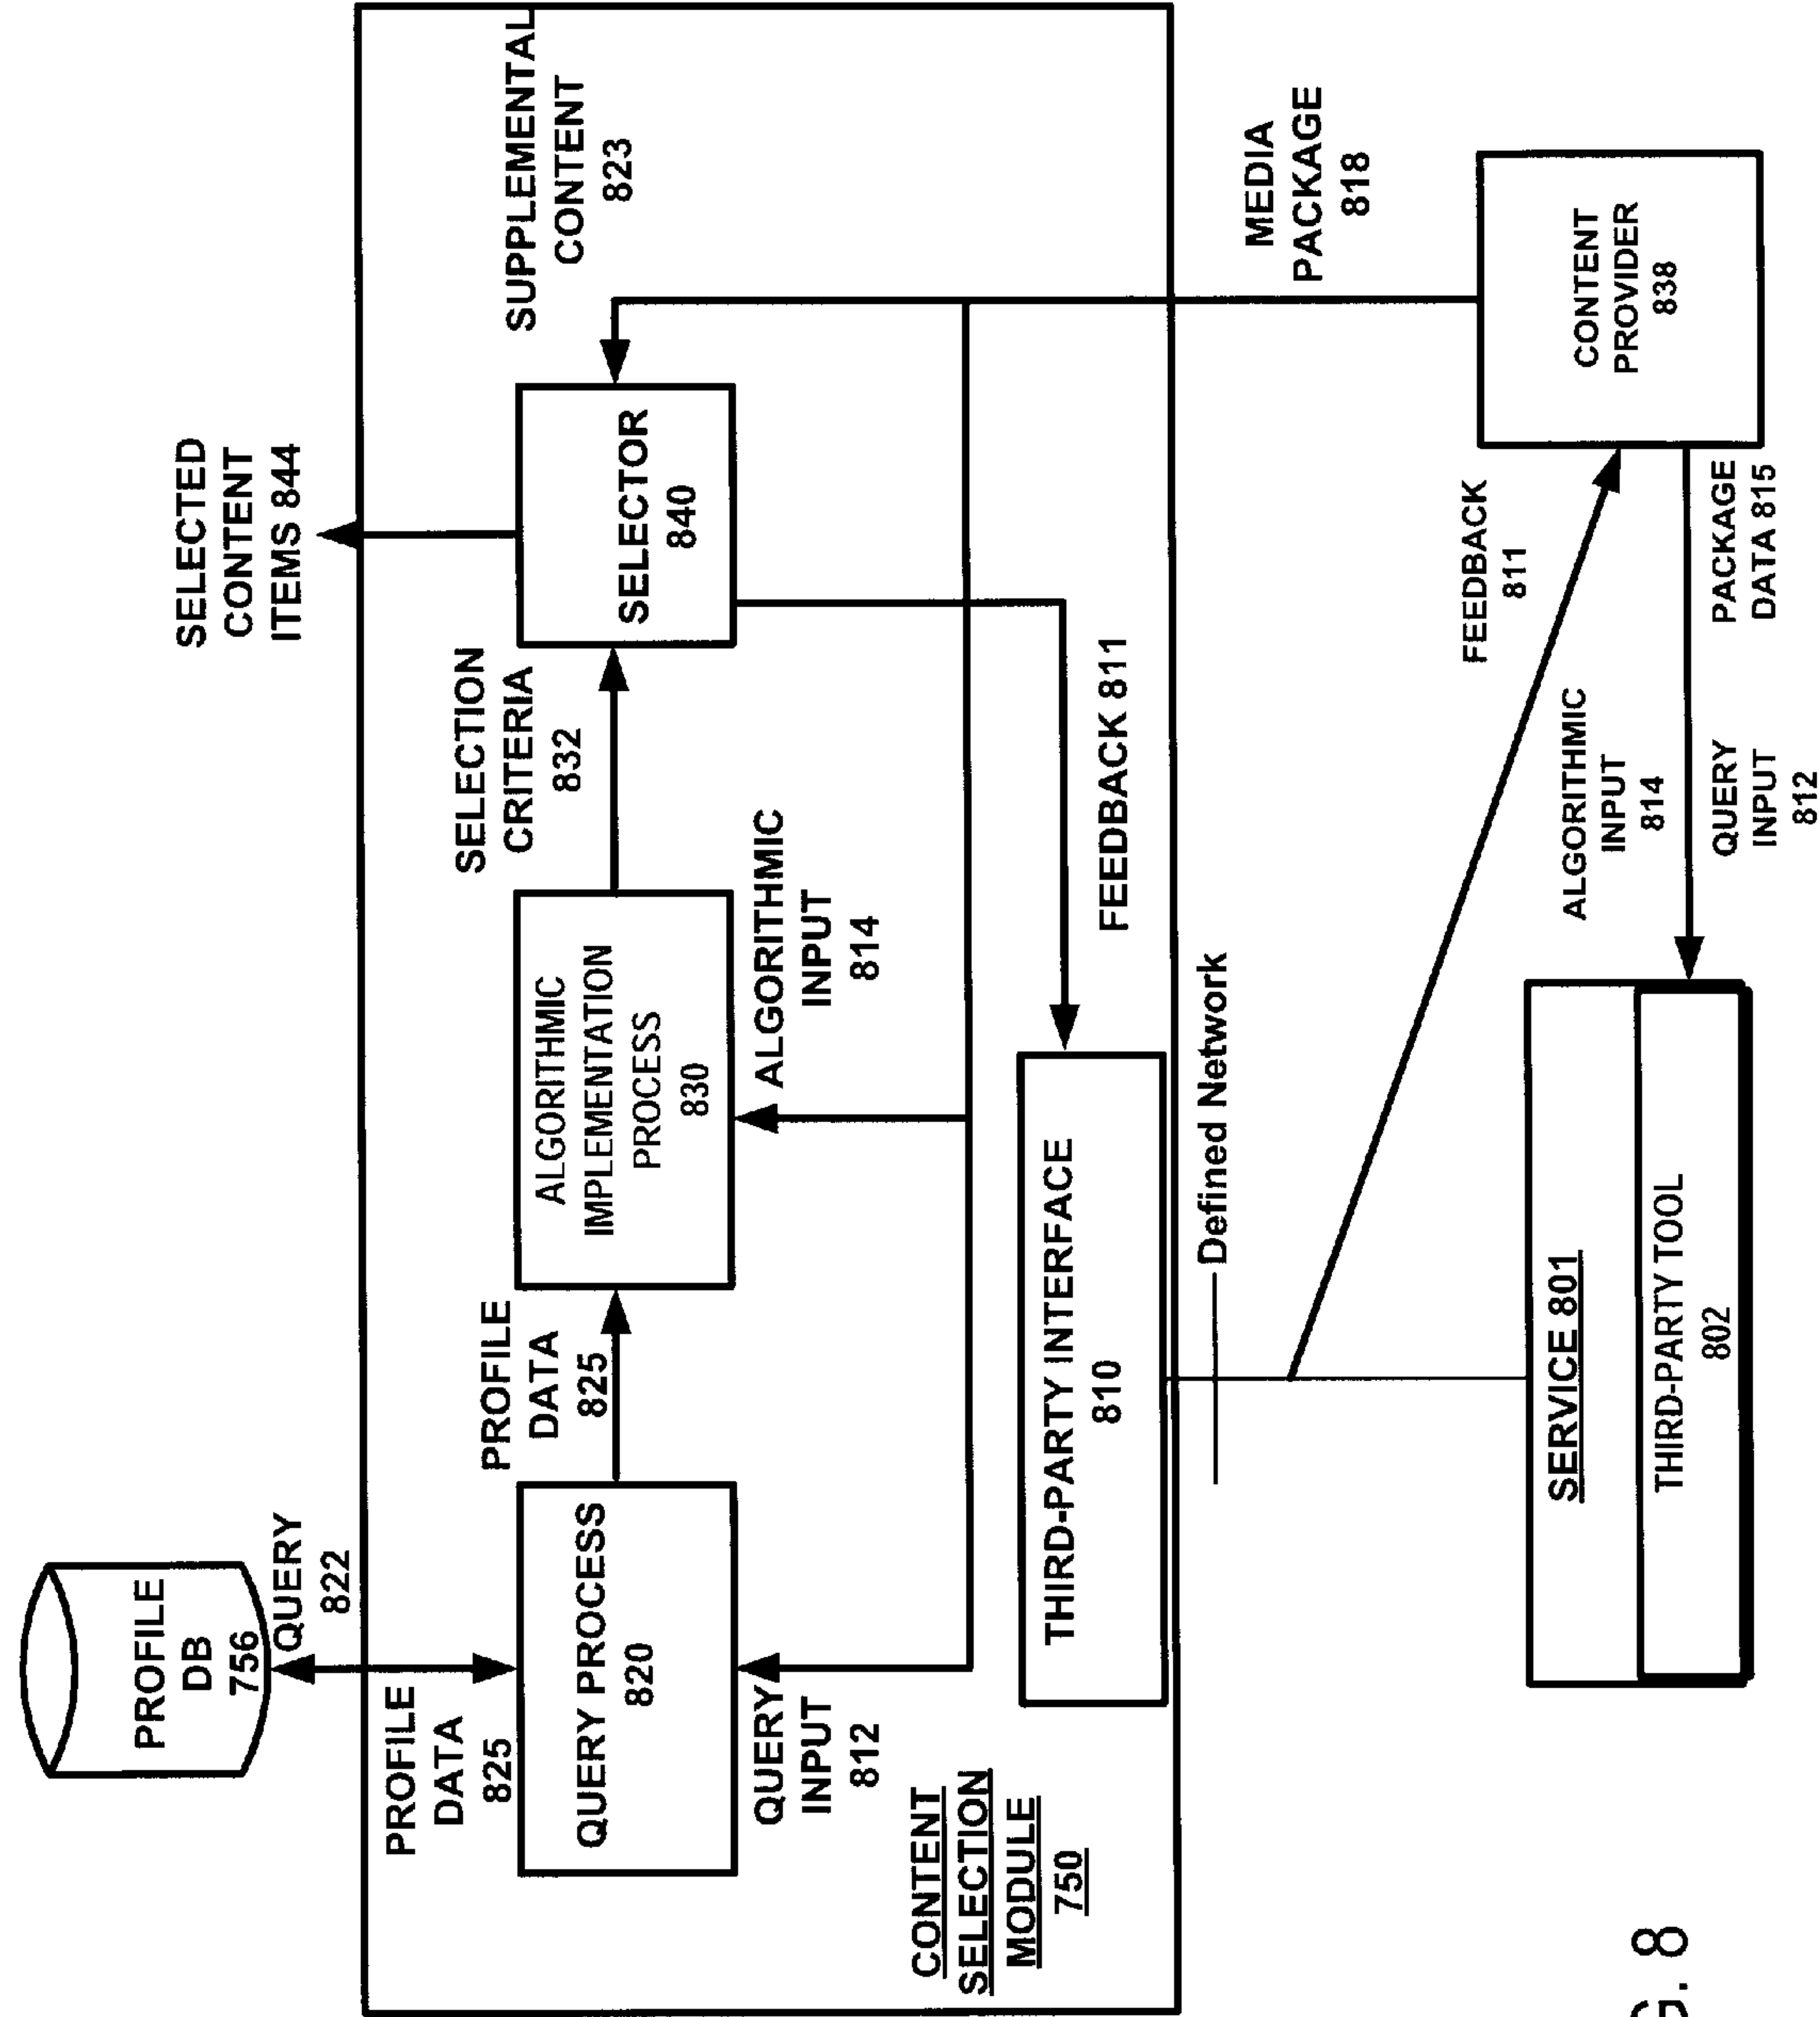 PROFILE
DB
756
QUERY
822
PROFILE
DATA
825
SELECTED
CONTENT
ITEMS 844
QUERY PROCESS
820
PROFILE
DATA
825
ALGORITHMIC
IMPLEMENTATION
PROCESS
830
SELECTION
CRITERIA
832
SELECTOR
840
SUPPLEMENTAL
CONTENT
823
QUERY
INPUT
812
ALGORITHMIC
INPUT
814
CONTENT
SELECTION
MODULE
750
THIRD-PARTY INTERFACE
810
FEEDBACK 811
Defined Network
MEDIA
PACKAGE
818
FEEDBACK
811
ALGORITHMIC
INPUT
814
PACKAGE
DATA 815
QUERY
INPUT
812
CONTENT
PROVIDER
838
SERVICE 801
THIRD-PARTY TOOL
802
G. 8